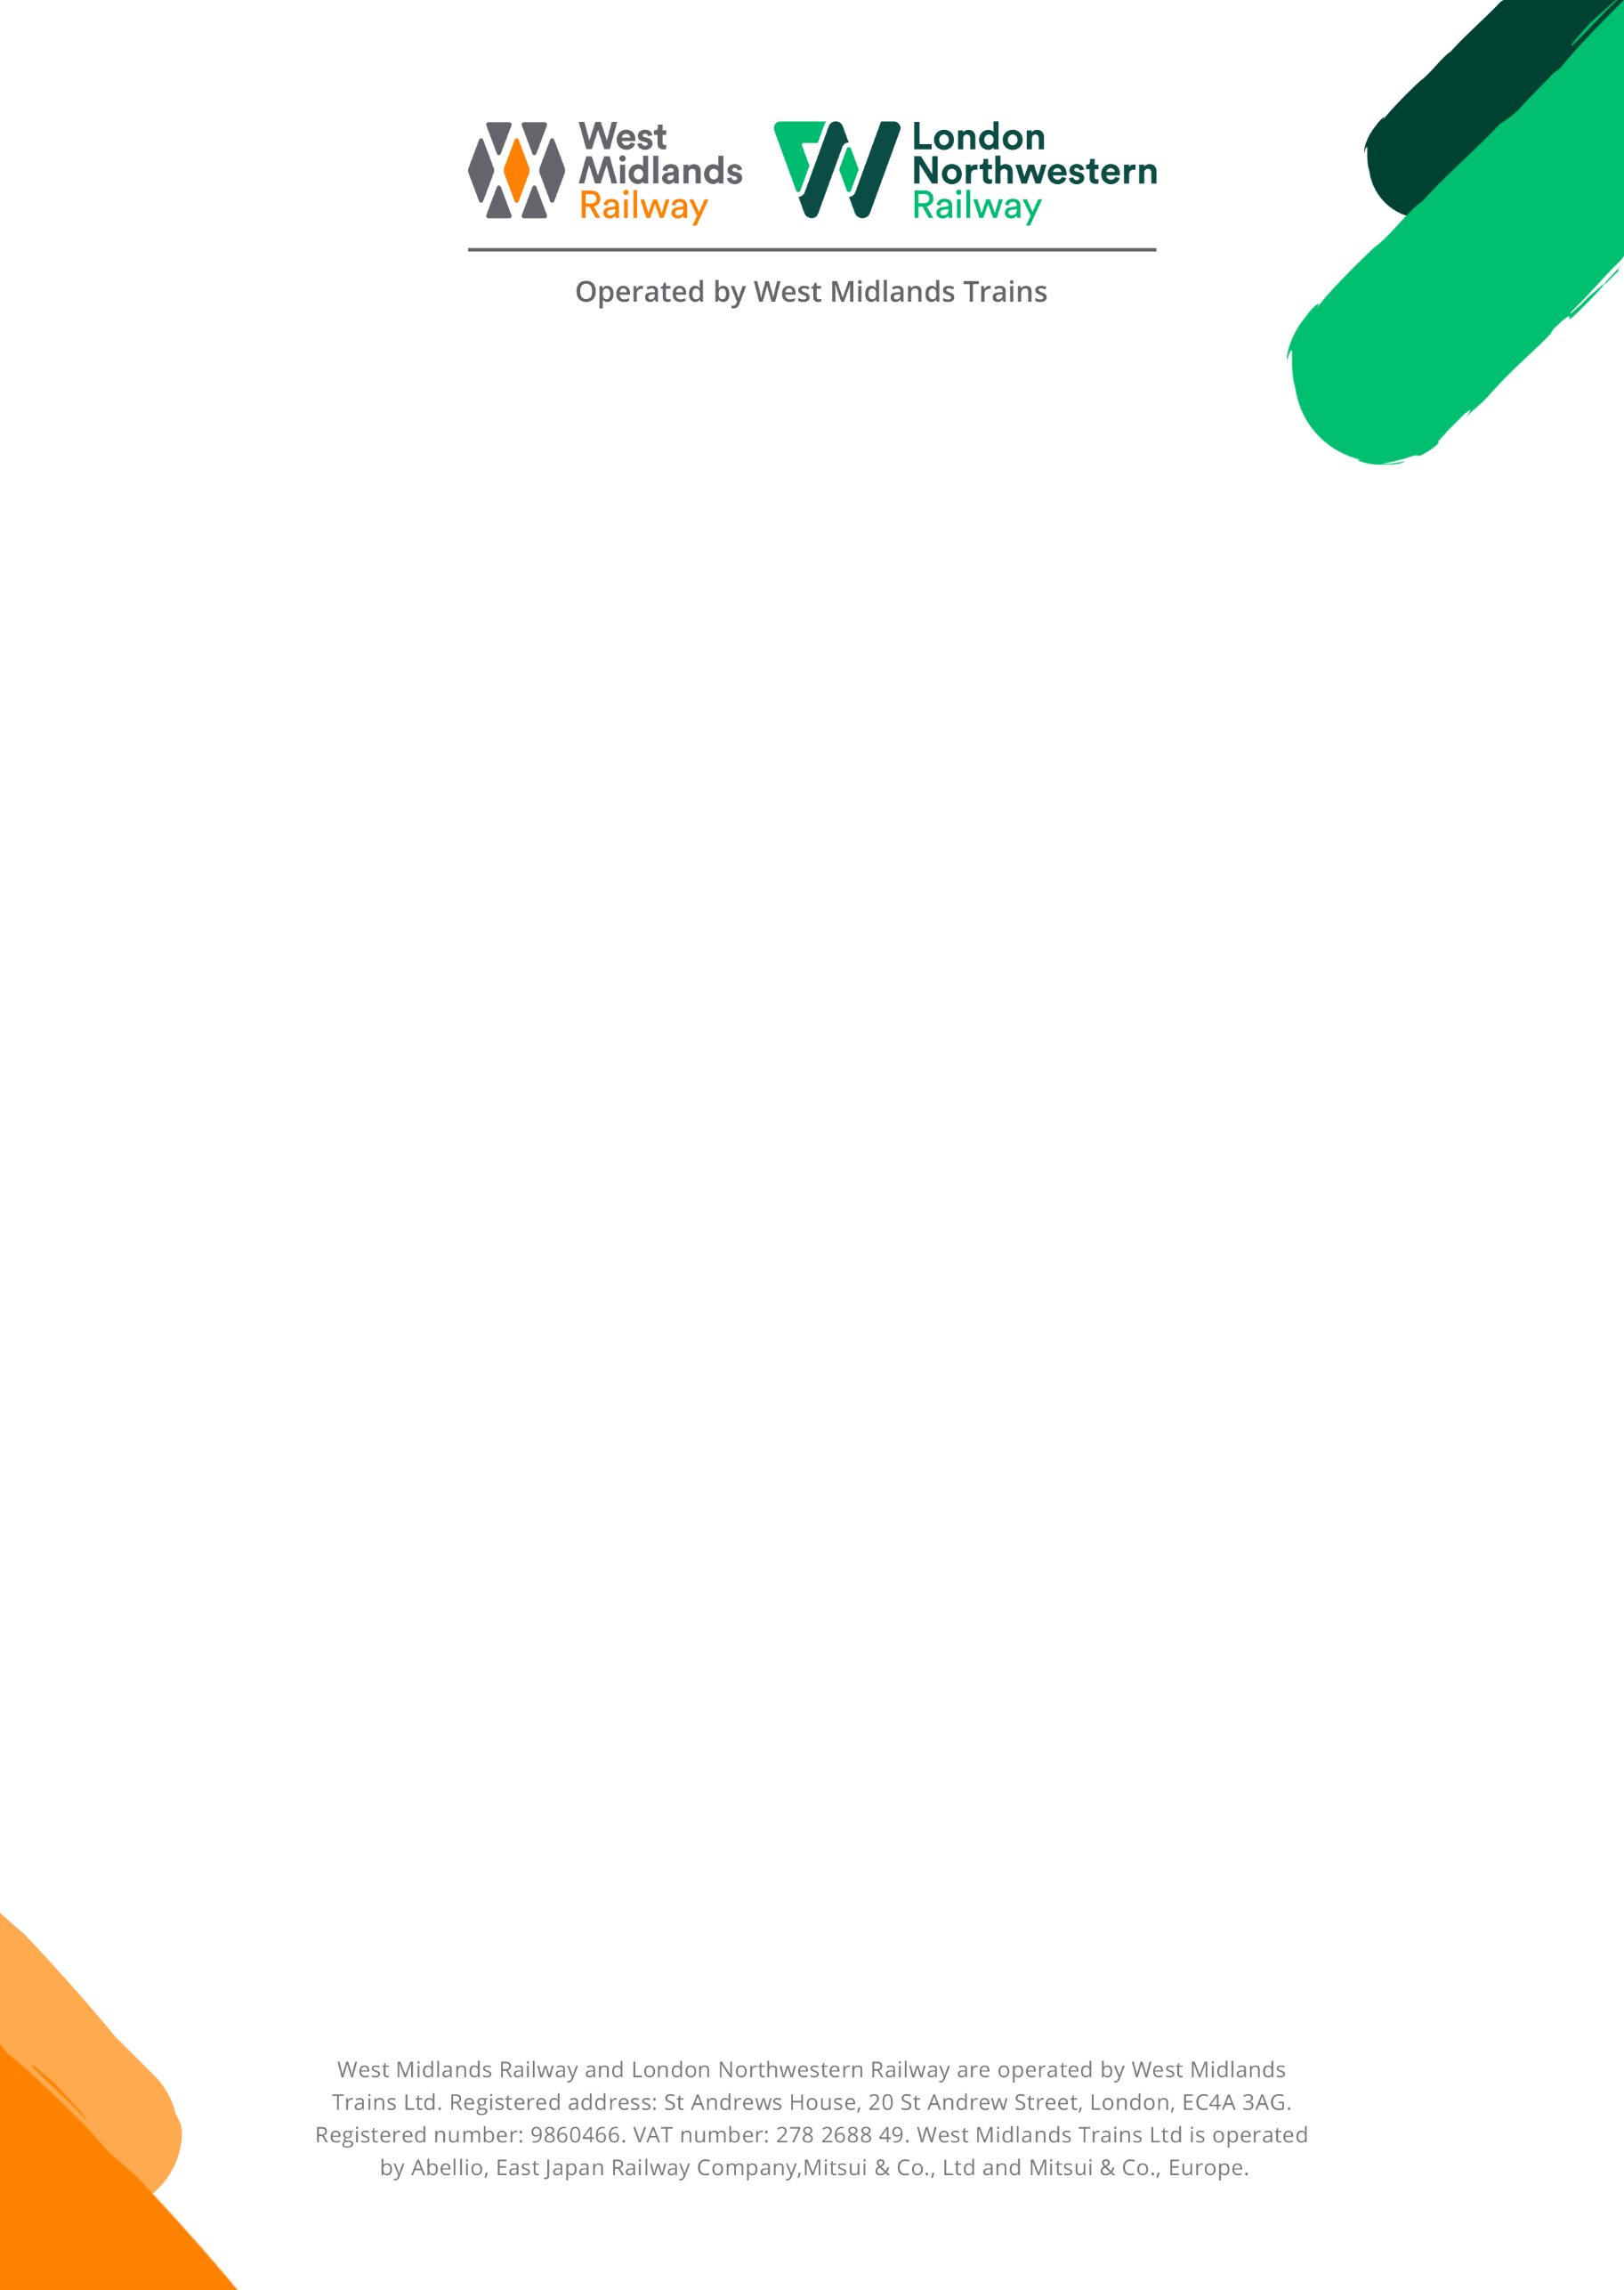 West
Midlands
Railway
London
Northwestern
Railway
Operated by West Midlands Trains
West Midlands Railway and London Northwestern Railway are operated by West Midlands
Trains Ltd. Registered address: St Andrews House, 20 St Andrew Street, London, EC4A 3AG.
Registered number: 9860466. VAT number: 278 2688 49. West Midlands Trains Ltd is operated
by Abellio, East Japan Railway Company,Mitsui & Co., Ltd and Mitsui & Co., Europe.